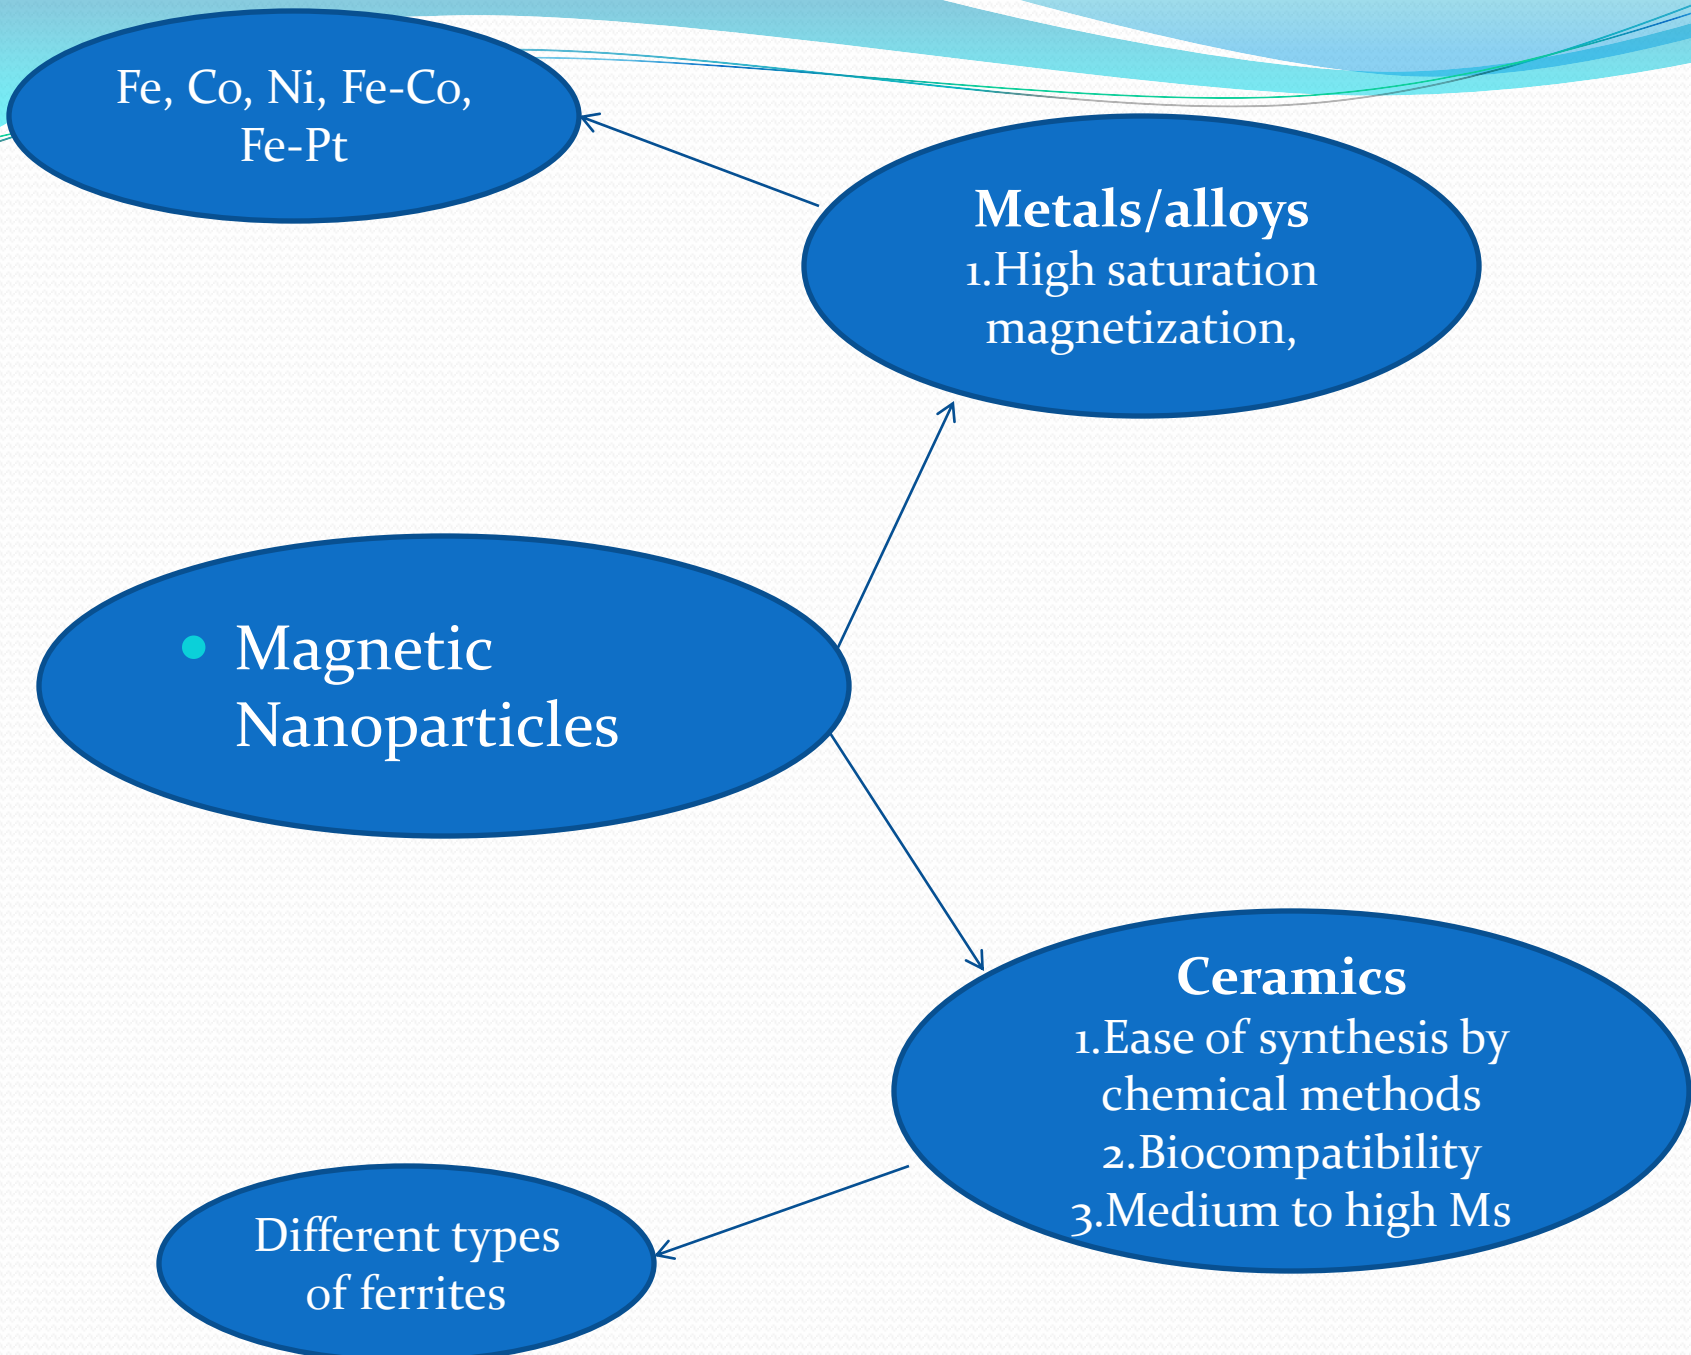 Fe, Co, Ni, Fe-Co,
Fe-Pt
Metals/alloys
1.High saturation
magnetization,
• Magnetic
Nanoparticles
Ceramics
1.Ease of synthesis by
chemical methods
2.Biocompatibility
3.Medium to high Ms
Different types
of ferrites